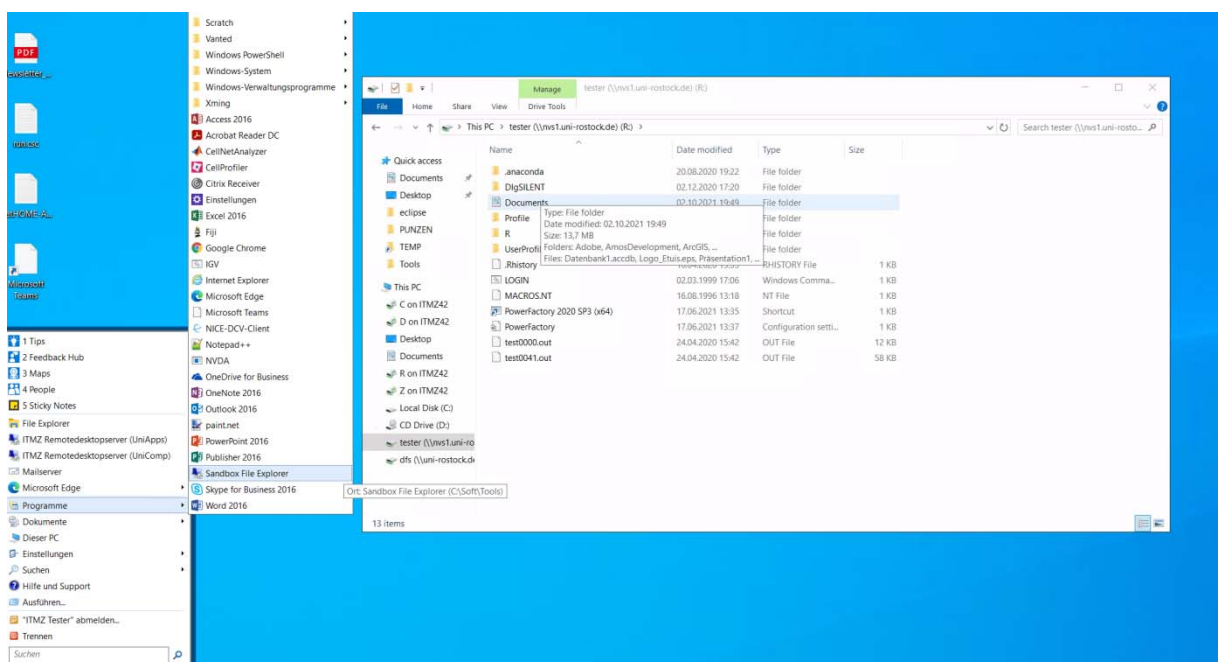 PDF
Microsoft
Teams
1 Tips
2 Feedback Hub
3 Maps
4 People
5 Sticky Notes
File Explorer
ITMZ Remotedesktopserver (UniApps)
ITMZ Remotedesktopserver (UniComp)
Mailserver
Microsoft Edge
Programme
Dokumente
Dieser PC
Einstellungen
Suchen
Hilfe und Support
Ausführen...
"ITMZ Tester" abmelden...
Trennen
Suchen
Scratch
Vanted
Windows PowerShell
Windows-System
Windows-Verwaltungsprogramme
Xming
Access 2016
Acrobat Reader DC
CellNetAnalyzer
CellProfiler
Citrix Receiver
Einstellungen
Excel 2016
Fiji
Google Chrome
IGV
Internet Explorer
Microsoft Edge
Microsoft Teams
NICE-DCV-Client
Notepad++
NVDA
OneDrive for Business
OneNote 2016
Outlook 2016
paint.net
PowerPoint 2016
Publisher 2016
Sandbox File Explorer
Skype for Business 2016
Word 2016
Ort: Sandbox File Explorer (C:\Soft\Tools)
Manage tester (\\nvs1.uni-rostock.de) (R:)
File Home Share View Drive Tools
This PC > tester (\\nvs1.uni-rostock.de) (R:) >
Search tester (\\nvs1.uni-rosto...
Quick access
Documents
Desktop
eclipse
PUNZEN
TEMP
Tools
This PC
C on ITMZ42
D on ITMZ42
Desktop
Documents
R on ITMZ42
Z on ITMZ42
Local Disk (C:)
CD Drive (D:)
tester (\\nvs1.uni-ro
dfs (\\uni-rostock.de
Name Date modified Type Size
.anaconda 20.08.2020 19:22 File folder
DIgSILENT 02.12.2020 17:20 File folder
Documents 02.10.2021 19:49 File folder
Profile File folder
R File folder
UserProfil File folder
.Rhistory RHISTORY File 1 KB
LOGIN 02.03.1999 17:06 Windows Comma... 1 KB
MACROS.NT 16.08.1996 13:18 NT File 1 KB
PowerFactory 2020 SP3 (x64) 17.06.2021 13:35 Shortcut 1 KB
PowerFactory 17.06.2021 13:37 Configuration setti... 1 KB
test0000.out 24.04.2020 15:42 OUT File 12 KB
test0041.out 24.04.2020 15:42 OUT File 58 KB
Type: File folder
Date modified: 02.10.2021 19:49
Size: 13,7 MB
Folders: Adobe, AmosDevelopment, ArcGIS, ...
Files: Datenbank1.accdb, Logo_Etuis.eps, Präsentation1, ...
13 items